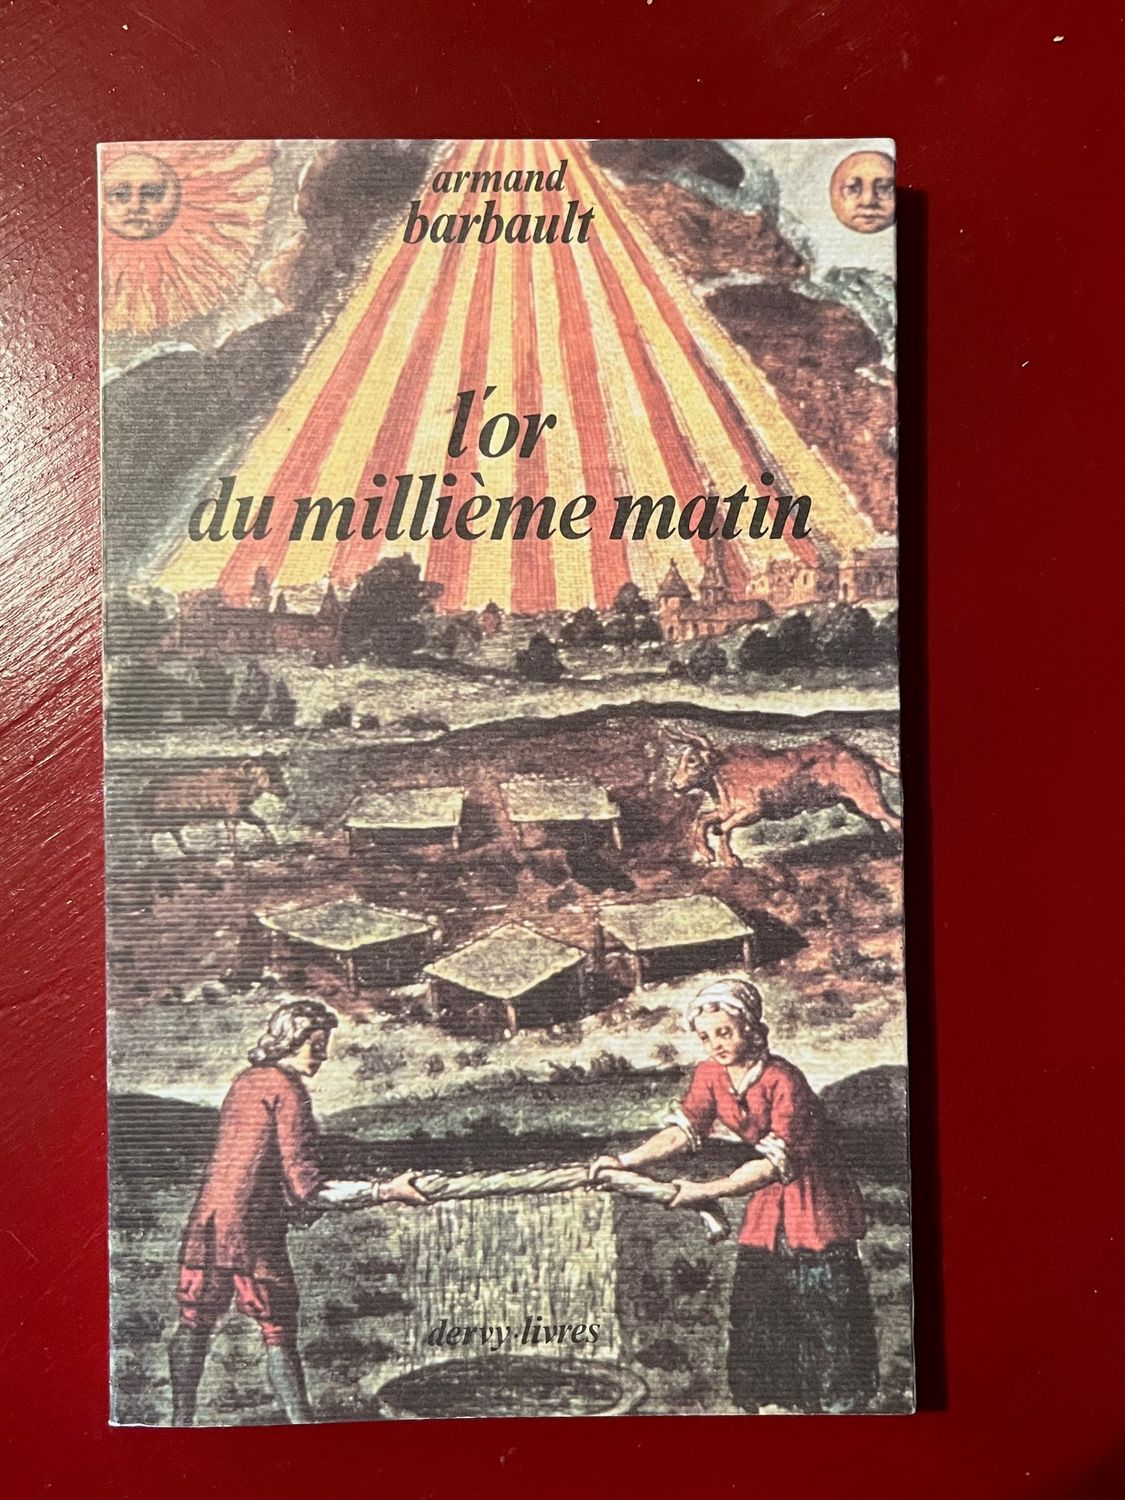 armand
barbault
l'or
du millième matin
dervy·livres